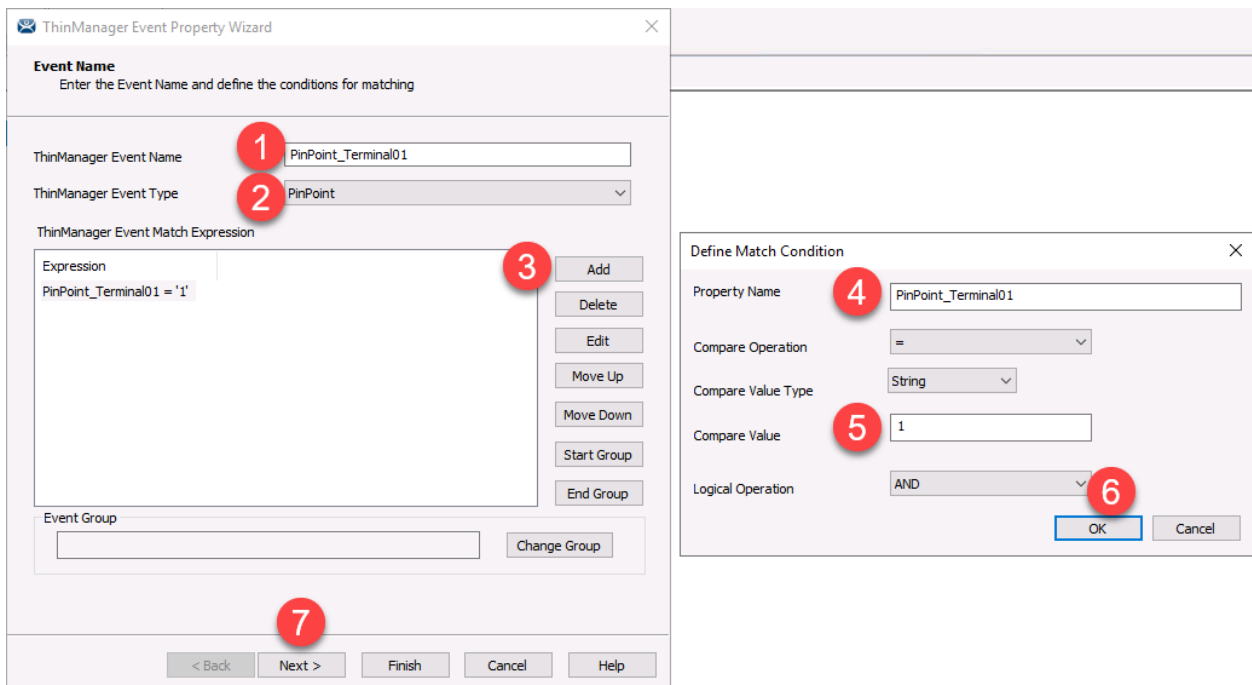 ThinManager Event Property Wizard
Event Name
Enter the Event Name and define the conditions for matching
ThinManager Event Name
1
PinPoint_Terminal01
ThinManager Event Type
2
PinPoint
ThinManager Event Match Expression
Expression
PinPoint_Terminal01 = '1'
3
Add
Delete
Edit
Move Up
Move Down
Start Group
End Group
Event Group
Change Group
7
< Back
Next >
Finish
Cancel
Help
Define Match Condition
Property Name
4
PinPoint_Terminal01
Compare Operation
=
Compare Value Type
String
Compare Value
5
1
Logical Operation
AND
6
OK
Cancel